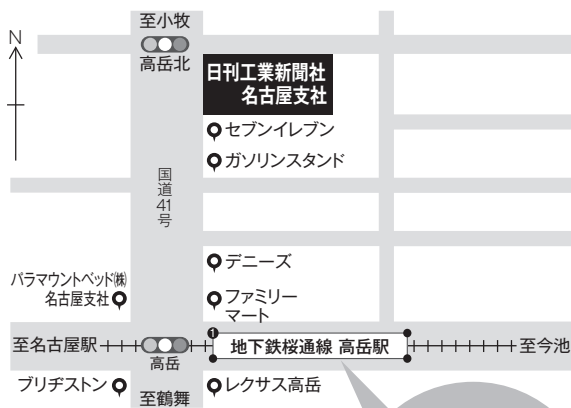 至小牧
N
高岳北
日刊工業新聞社
名古屋支社
セブンイレブン
ガソリンスタンド
国道41号
デニーズ
パラマウントベッド㈱
名古屋支社
ファミリー
マート
至名古屋駅
高岳
1
地下鉄桜通線 高岳駅
至今池
ブリヂストン
至鶴舞
レクサス高岳